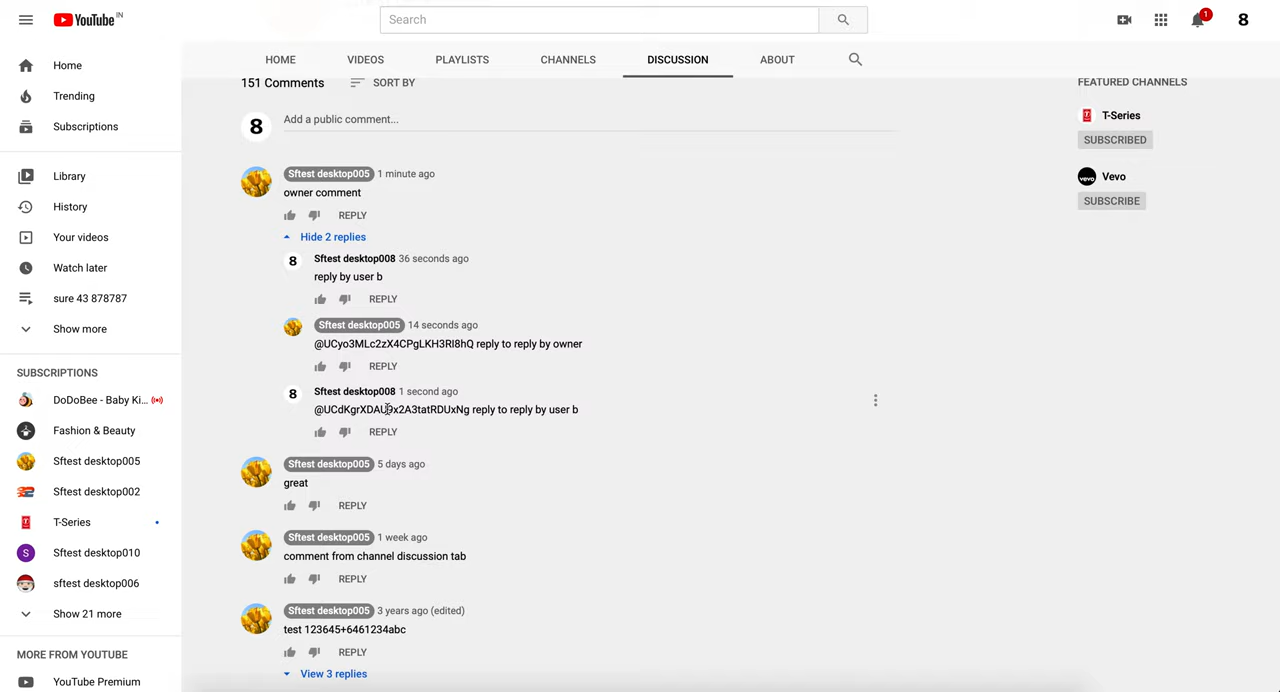 YouTube IN
Search
1
8
HOME VIDEOS PLAYLISTS CHANNELS DISCUSSION ABOUT
Home
Trending
Subscriptions
Library
History
Your videos
Watch later
sure 43 878787
Show more
SUBSCRIPTIONS
DoDoBee - Baby Ki...
Fashion & Beauty
Sftest desktop005
Sftest desktop002
T-Series
S Sftest desktop010
sftest desktop006
Show 21 more
MORE FROM YOUTUBE
YouTube Premium
151 Comments SORT BY
8 Add a public comment...
Sftest desktop005 1 minute ago
owner comment
REPLY
Hide 2 replies
8 Sftest desktop008 36 seconds ago
reply by user b
REPLY
Sftest desktop005 14 seconds ago
@UCyo3MLc2zX4CPgLKH3RI8hQ reply to reply by owner
REPLY
8 Sftest desktop008 1 second ago
@UCdKgrXDAU9x2A3tatRDUxNg reply to reply by user b
REPLY
Sftest desktop005 5 days ago
great
REPLY
Sftest desktop005 1 week ago
comment from channel discussion tab
REPLY
Sftest desktop005 3 years ago (edited)
test 123645+6461234abc
REPLY
View 3 replies
FEATURED CHANNELS
T-Series
SUBSCRIBED
vevo Vevo
SUBSCRIBE